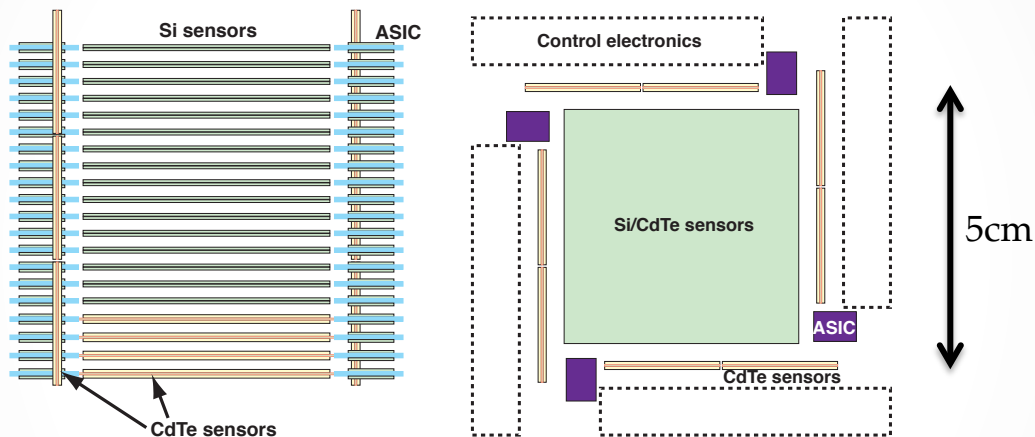 Si sensors
ASIC
CdTe sensors
Control electronics
Si/CdTe sensors
5cm
ASIC
CdTe sensors